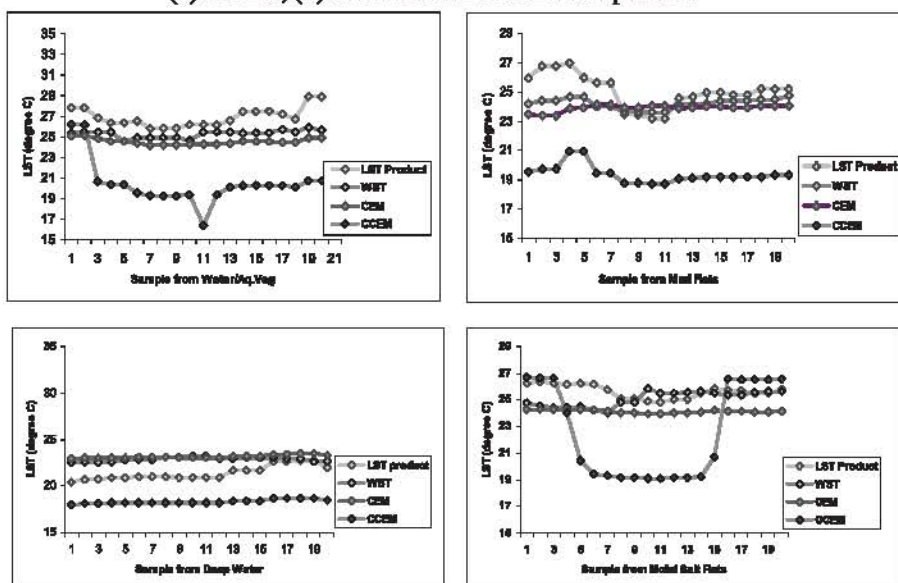 LST (degree C)
35
33
31
29
27
25
23
21
19
17
15
1 3 5 7 9 11 13 15 17 19 21
Sample from Water/Aq.Veg
LST Product
WST
CEM
CCEM
LST (degree C)
29
27
25
23
21
19
17
15
1 3 5 7 9 11 13 15 17 19
Sample from Mud Flats
LST Product
WST
CEM
CCEM
LST (degree C)
35
20
15
1 3 5 7 9 11 13 15 17 19
Sample from Deep Water
LST product
WST
CEM
CCEM
LST (degree C)
29
27
25
23
21
19
17
15
1 3 5 7 9 11 13 15 17 19
Sample from Moist Salt Flats
LST Product
WST
CEM
CCEM